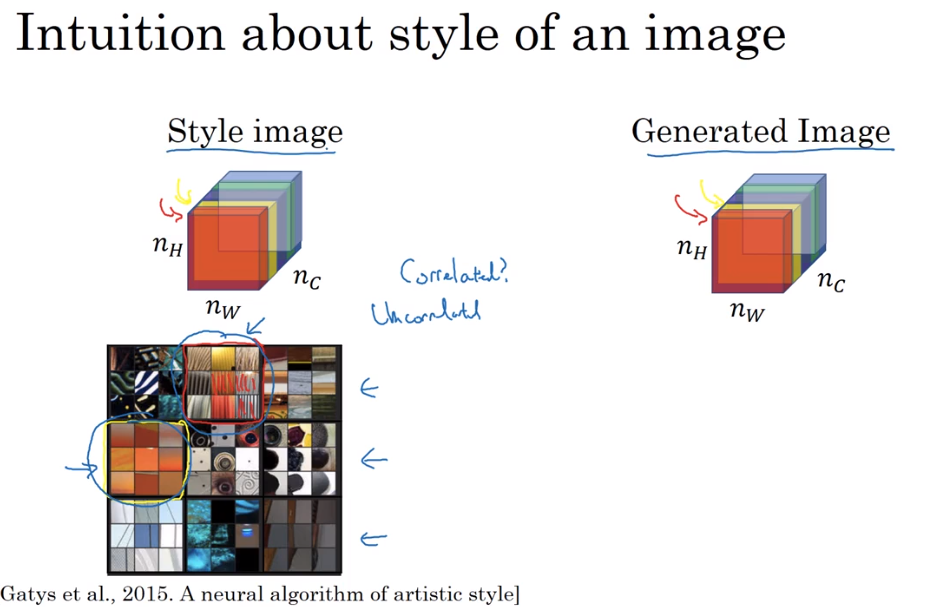 Intuition about style of an image
Style image
Generated Image
n_H
n_W
n_C
n_H
n_W
n_C
Correlated?
Uncorrelated
Gatys et al., 2015. A neural algorithm of artistic style]